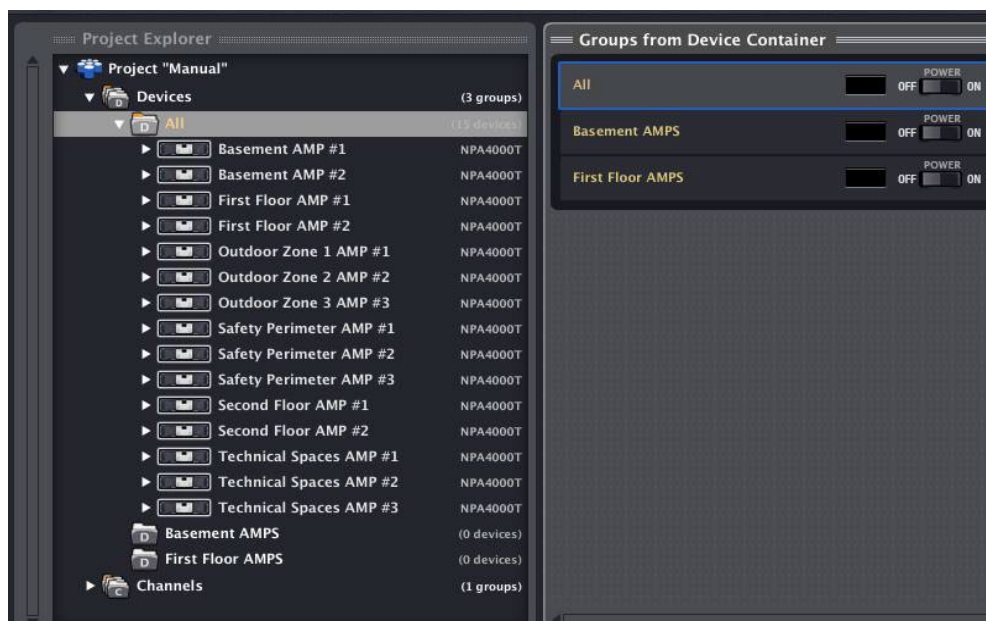 Project Explorer
Project "Manual"
Devices (3 groups)
D All (15 devices)
Basement AMP #1 NPA4000T
Basement AMP #2 NPA4000T
First Floor AMP #1 NPA4000T
First Floor AMP #2 NPA4000T
Outdoor Zone 1 AMP #1 NPA4000T
Outdoor Zone 2 AMP #2 NPA4000T
Outdoor Zone 3 AMP #3 NPA4000T
Safety Perimeter AMP #1 NPA4000T
Safety Perimeter AMP #2 NPA4000T
Safety Perimeter AMP #3 NPA4000T
Second Floor AMP #1 NPA4000T
Second Floor AMP #2 NPA4000T
Technical Spaces AMP #1 NPA4000T
Technical Spaces AMP #2 NPA4000T
Technical Spaces AMP #3 NPA4000T
D Basement AMPS (0 devices)
D First Floor AMPS (0 devices)
C Channels (1 groups)
Groups from Device Container
POWER
All OFF ON
POWER
Basement AMPS OFF ON
POWER
First Floor AMPS OFF ON